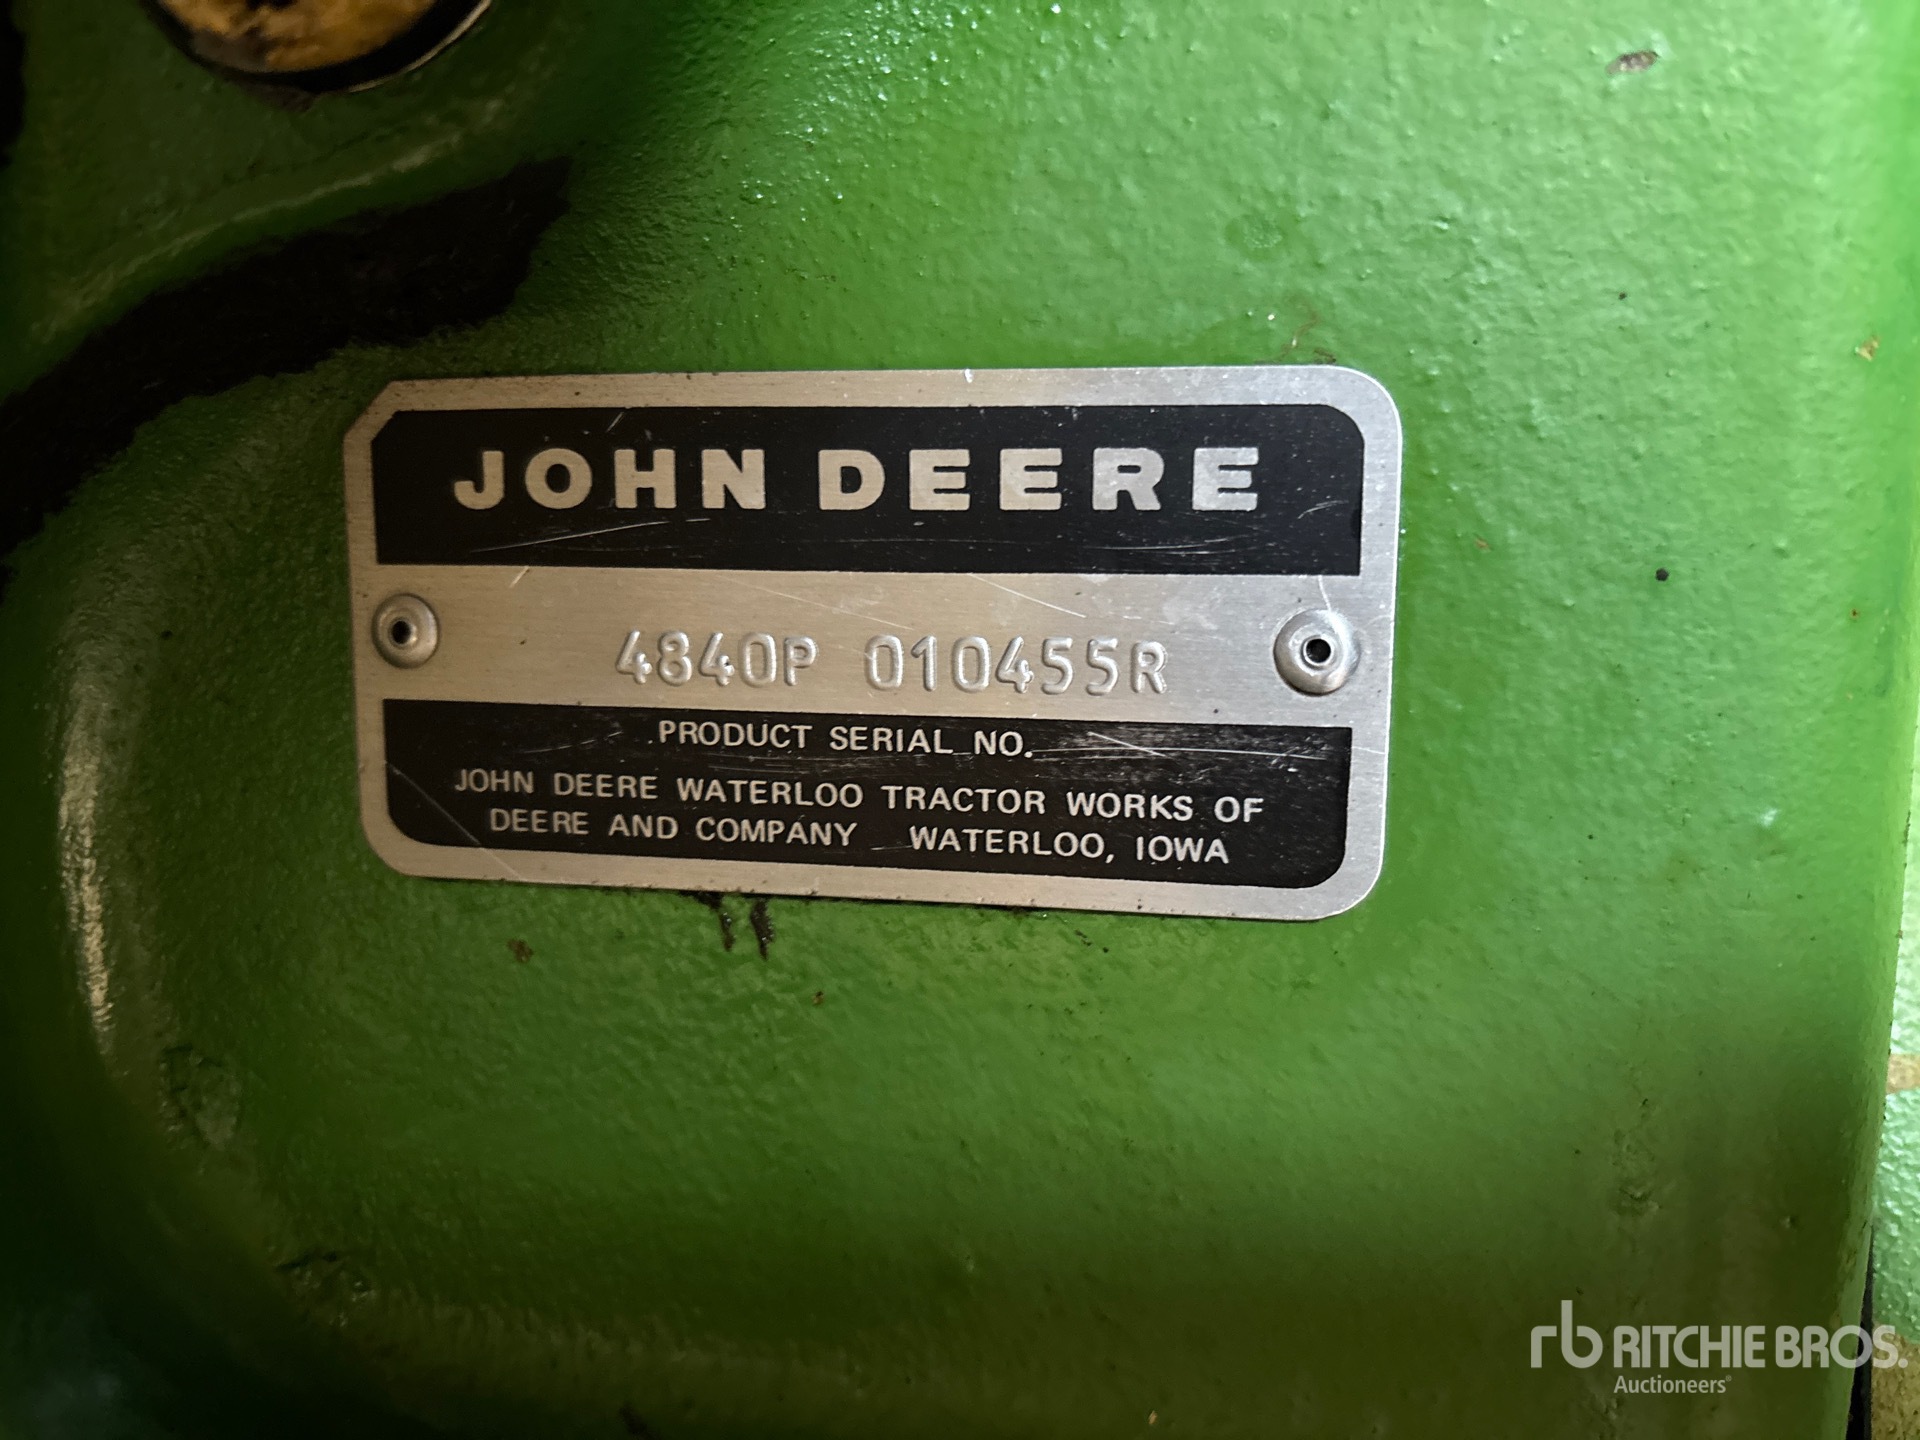 JOHN DEERE
4840P 010455R
PRODUCT SERIAL NO.
JOHN DEERE WATERLOO TRACTOR WORKS OF
DEERE AND COMPANY WATERLOO, IOWA
rb RITCHIE BROS.
Auctioneers®